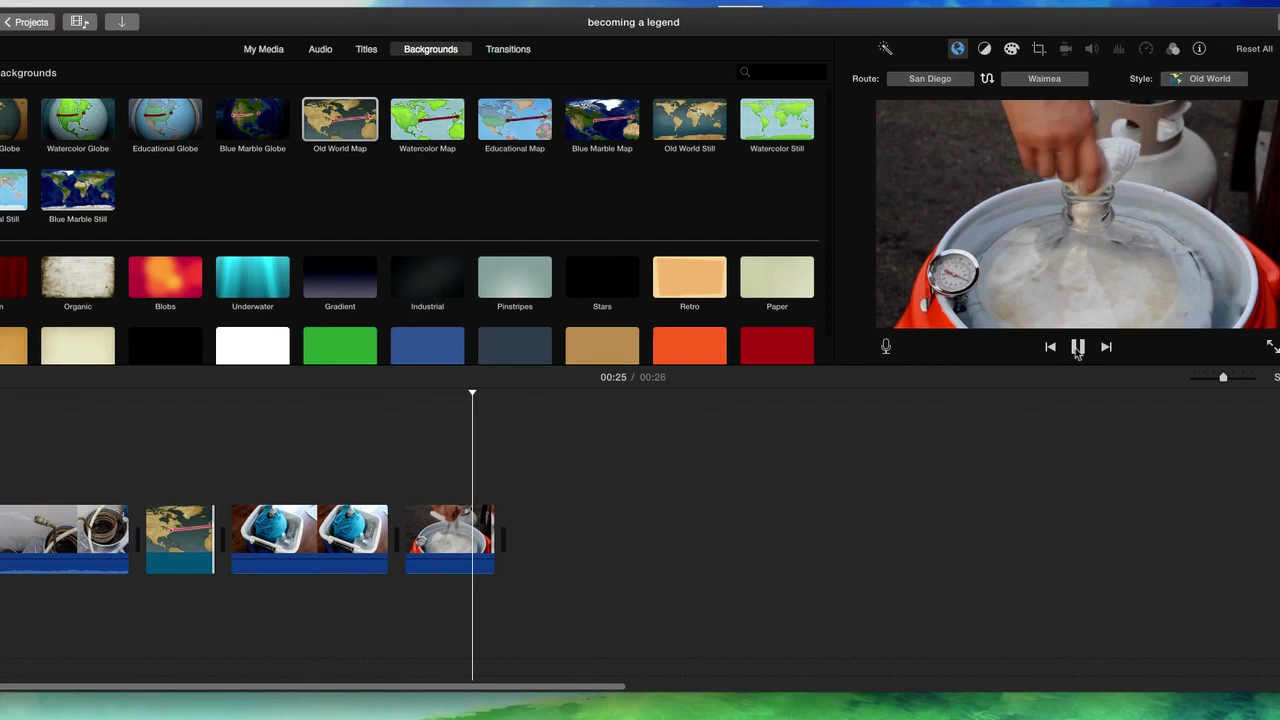 Projects
becoming a legend
My Media Audio Titles Backgrounds Transitions
Reset All
ackgrounds
Route: San Diego Waimea Style: Old World
Globe Watercolor Globe Educational Globe Blue Marble Globe Old World Map Watercolor Map Educational Map Blue Marble Map Old World Still Watercolor Still
al Still Blue Marble Still
n Organic Blobs Underwater Gradient Industrial Pinstripes Stars Retro Paper
00:25 / 00:26
S